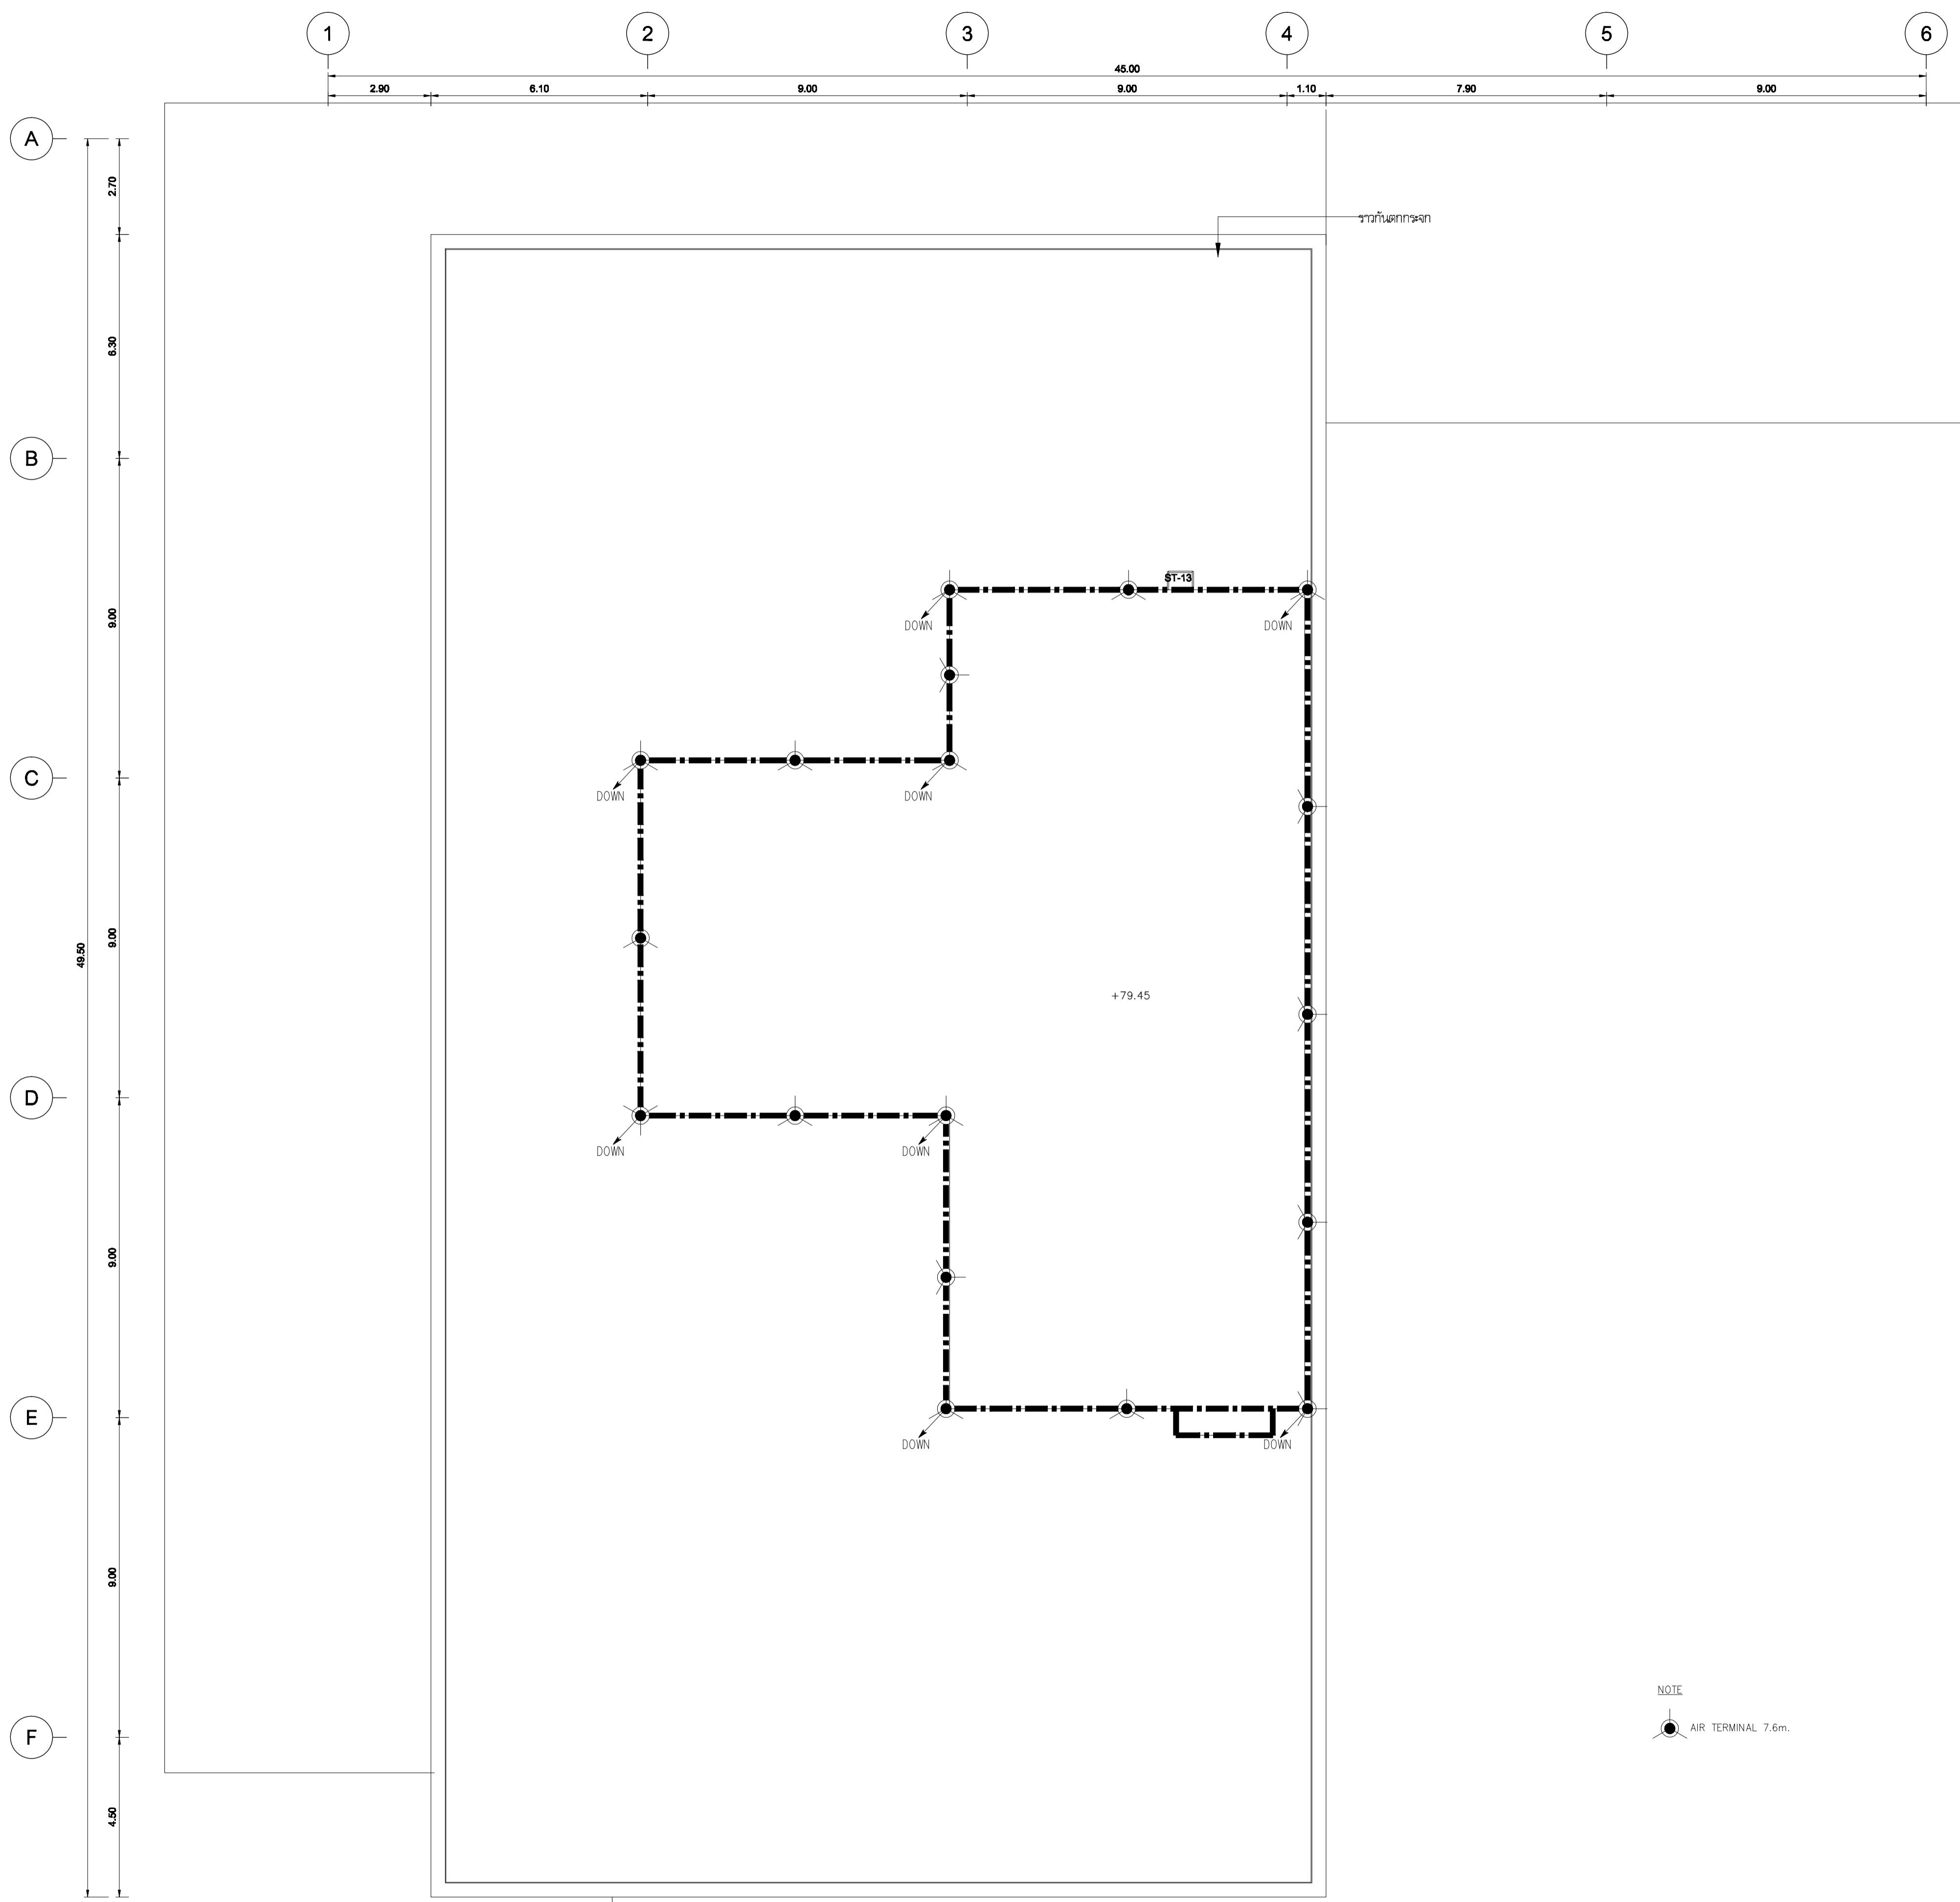 1 2 3 4 5 6
45.00
2.90 6.10 9.00 9.00 1.10 7.90 9.00
A
2.70
ราวกันตกกระจก
6.30
B
ST-13
9.00
DOWN DOWN
C
DOWN DOWN
9.00
49.50
+79.45
D
DOWN DOWN
9.00
E
DOWN DOWN
9.00
NOTE
F
AIR TERMINAL 7.6m.
4.50